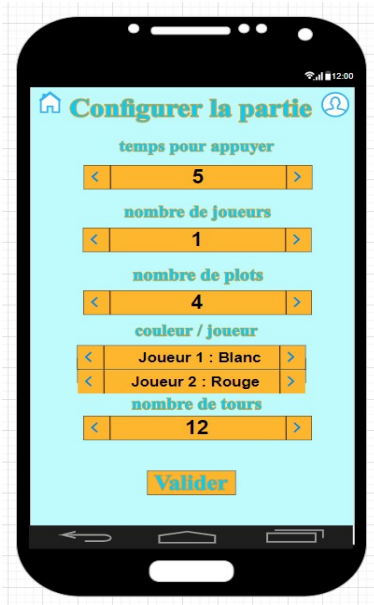 12:00
Configurer la partie
temps pour appuyer
< 5 >
nombre de joueurs
< 1 >
nombre de plots
< 4 >
couleur / joueur
< Joueur 1 : Blanc >
< Joueur 2 : Rouge >
nombre de tours
< 12 >
Valider